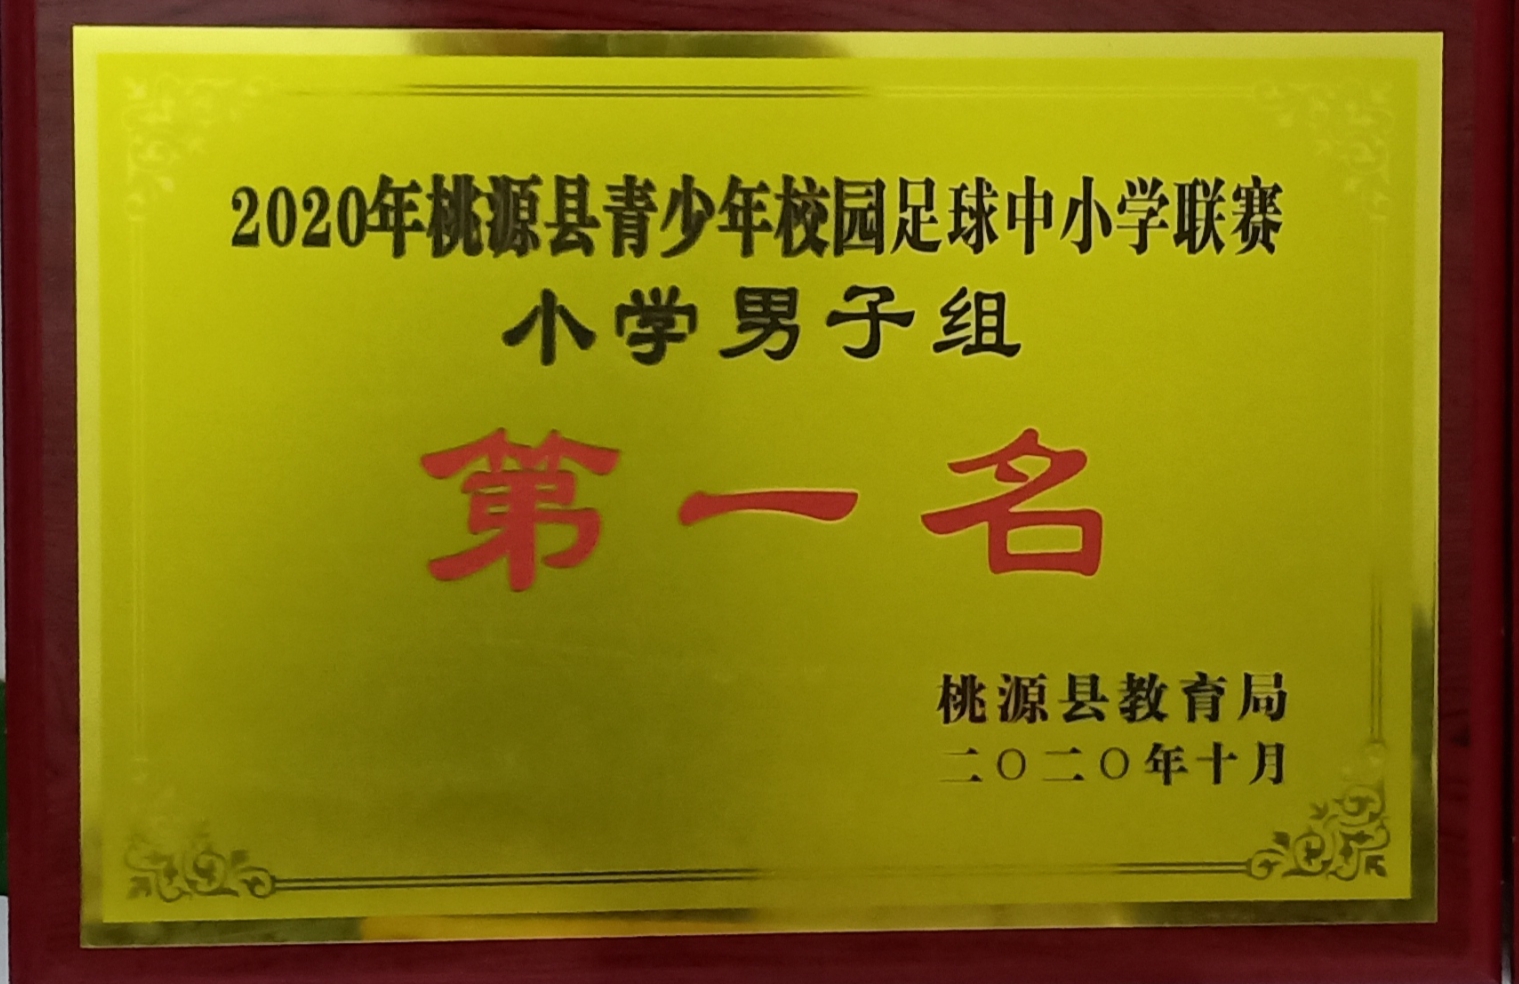 2020年桃源县青少年校园足球中小学联赛
小学男子组
第一名
桃源县教育局
二〇二〇年十月